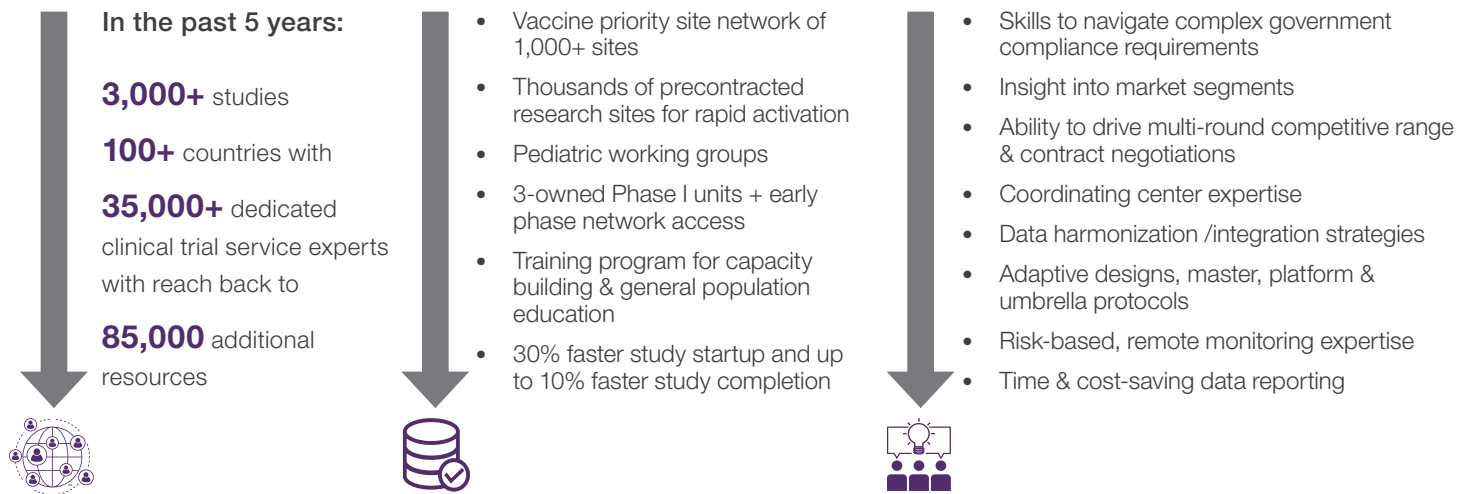 In the past 5 years:
3,000+ studies
100+ countries with
35,000+ dedicated
clinical trial service experts
with reach back to
85,000 additional
resources
• Vaccine priority site network of
1,000+ sites
• Thousands of precontracted
research sites for rapid activation
• Pediatric working groups
• 3-owned Phase I units + early
phase network access
• Training program for capacity
building & general population
education
• 30% faster study startup and up
to 10% faster study completion
• Skills to navigate complex government
compliance requirements
• Insight into market segments
• Ability to drive multi-round competitive range
& contract negotiations
• Coordinating center expertise
• Data harmonization /integration strategies
• Adaptive designs, master, platform &
umbrella protocols
• Risk-based, remote monitoring expertise
• Time & cost-saving data reporting